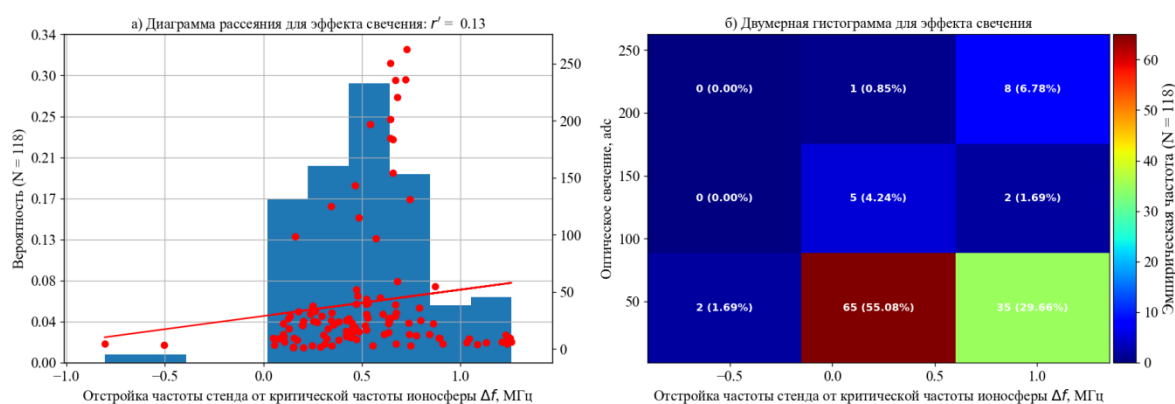 а) Диаграмма рассеяния для эффекта свечения: r′ = 0.13
0.34
0.30
0.25
0.21
0.17
0.13
0.08
0.04
0.00
Вероятность (N = 118)
250
200
150
100
50
0
−1.0 −0.5 0.0 0.5 1.0
Отстройка частоты стенда от критической частоты ионосферы Δf, МГц
б) Двумерная гистограмма для эффекта свечения
Оптическое свечение, adc
250
200
150
100
50
0 (0.00%) 1 (0.85%) 8 (6.78%)
0 (0.00%) 5 (4.24%) 2 (1.69%)
2 (1.69%) 65 (55.08%) 35 (29.66%)
−0.5 0.0 0.5 1.0
Отстройка частоты стенда от критической частоты ионосферы Δf, МГц
60
50
40
30
20
10
0
Эмпирическая частота (N = 118)